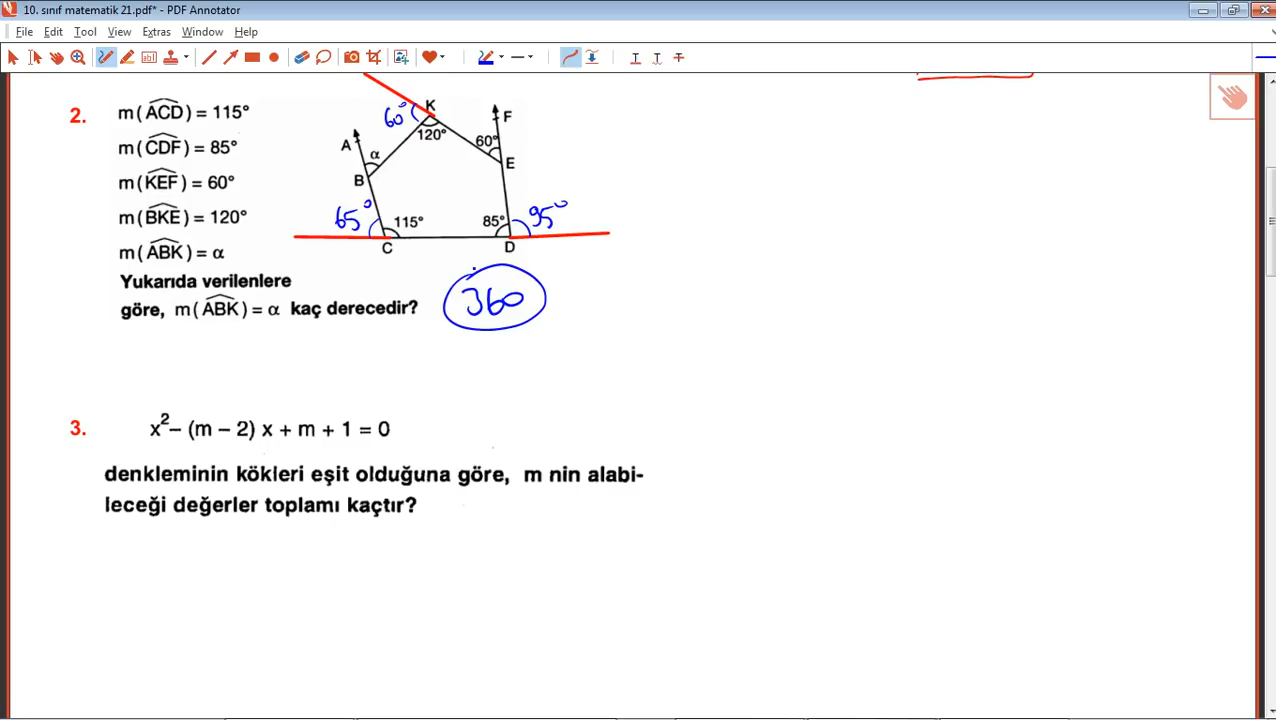 10. sınıf matematik 21.pdf* - PDF Annotator
File Edit Tool View Extras Window Help
2.
m(ACD) = 115°
m(CDF) = 85°
m(KEF) = 60°
m(BKE) = 120°
m(ABK) = α
Yukarıda verilenlere
göre, m(ABK) = α kaç derecedir?
K
60°
120°
F
60°
A
α
E
B
65°
115°
85°
95°
C
D
360
3.
x² – (m – 2) x + m + 1 = 0
denkleminin kökleri eşit olduğuna göre, m nin alabi-
leceği değerler toplamı kaçtır?